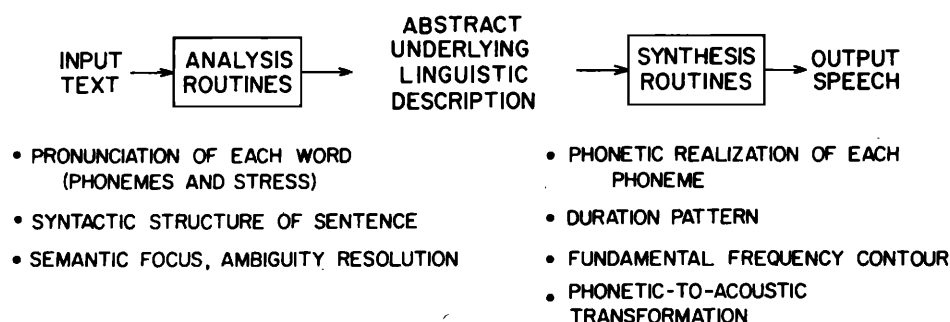 INPUT TEXT
ANALYSIS ROUTINES
ABSTRACT UNDERLYING LINGUISTIC DESCRIPTION
SYNTHESIS ROUTINES
OUTPUT SPEECH
• PRONUNCIATION OF EACH WORD
(PHONEMES AND STRESS)
• SYNTACTIC STRUCTURE OF SENTENCE
• SEMANTIC FOCUS, AMBIGUITY RESOLUTION
• PHONETIC REALIZATION OF EACH
PHONEME
• DURATION PATTERN
• FUNDAMENTAL FREQUENCY CONTOUR
• PHONETIC-TO-ACOUSTIC
TRANSFORMATION